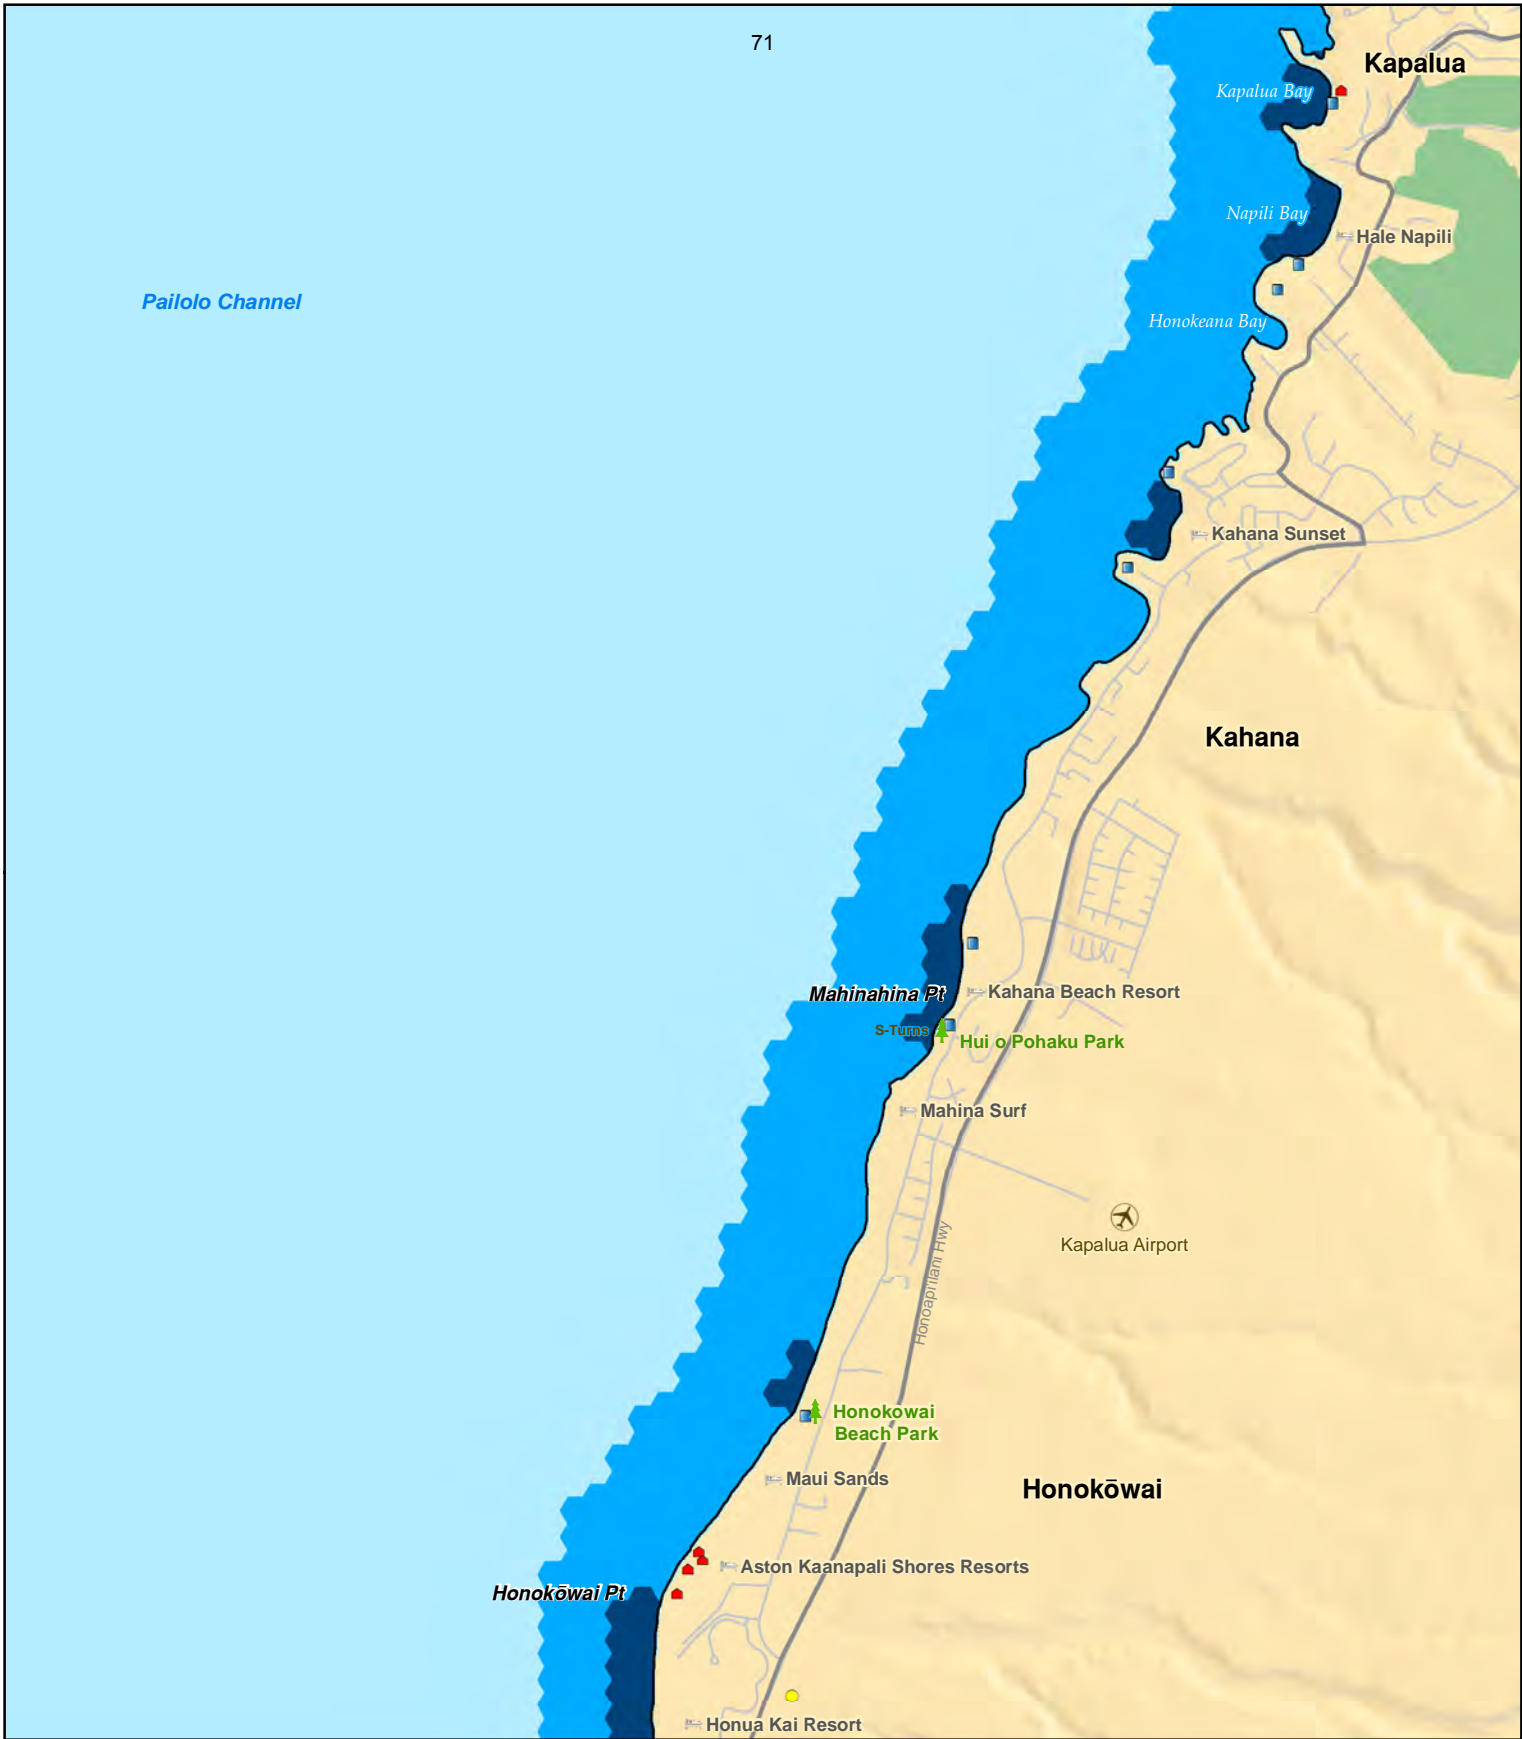 71
Kapalua
Kapalua Bay
Napili Bay
Hale Napili
Pailolo Channel
Honokeana Bay
Kahana Sunset
Kahana
Mahinahina Pt
Kahana Beach Resort
S-Turns
Hui o Pohaku Park
Mahina Surf
Kapalua Airport
Honoapiilani Hwy
Honokowai
Beach Park
Maui Sands
Honokōwai
Aston Kaanapali Shores Resorts
Honokōwai Pt
Honua Kai Resort